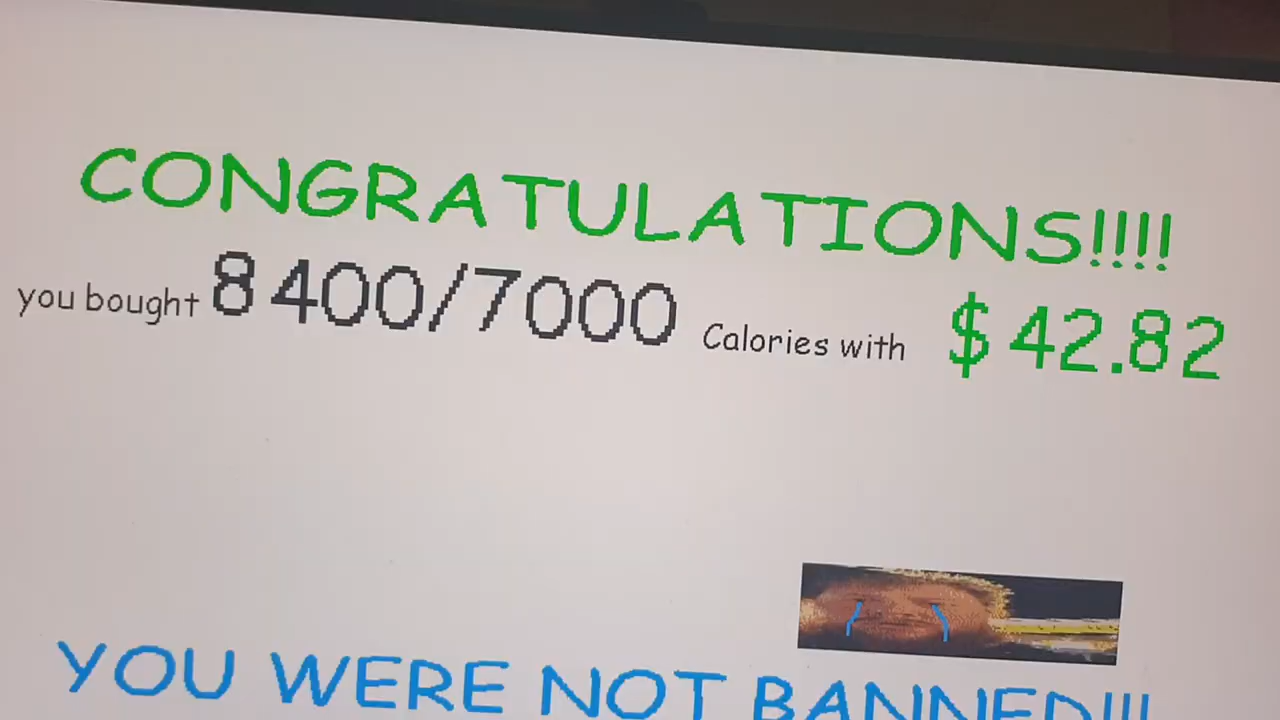 CONGRATULATIONS!!!!
you bought 8400/7000 Calories with $42.82
YOU WERE NOT BANNED!!!